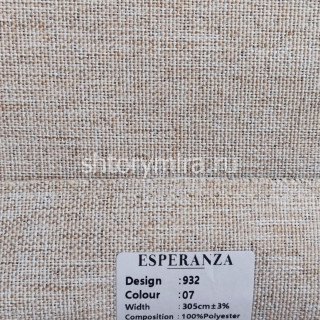 shtorymira.ru
ESPERANZA
Design :932
Colour :07
Width :305cm±3%
Composition :100%Polyester